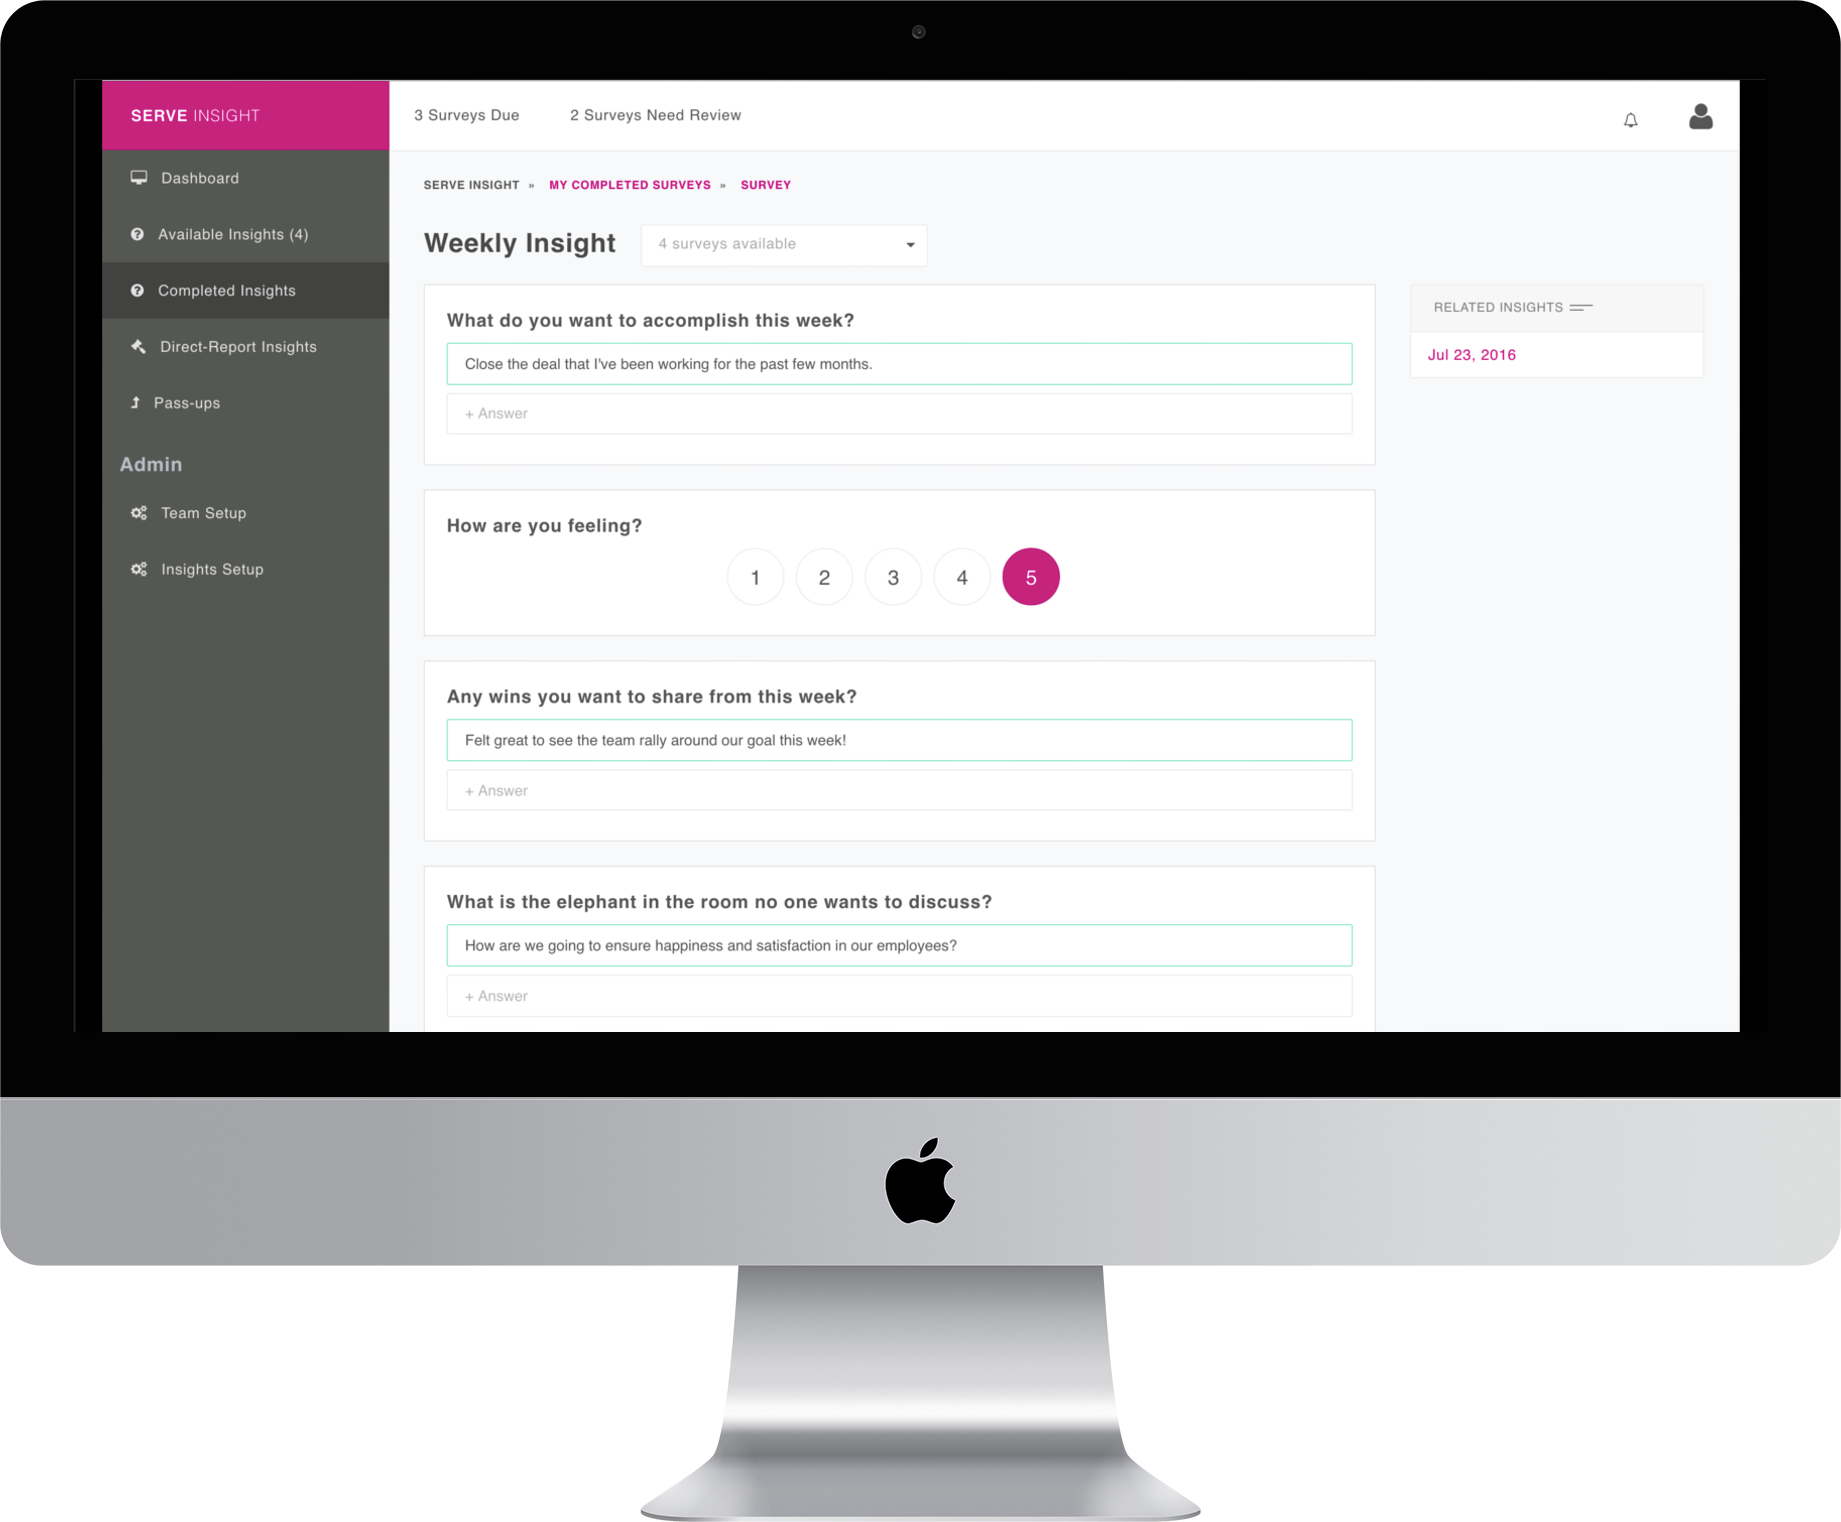 SERVE INSIGHT
3 Surveys Due
2 Surveys Need Review
Dashboard
Available Insights (4)
Completed Insights
Direct-Report Insights
Pass-ups
Admin
Team Setup
Insights Setup
SERVE INSIGHT » MY COMPLETED SURVEYS » SURVEY
Weekly Insight
4 surveys available
What do you want to accomplish this week?
Close the deal that I've been working for the past few months.
+ Answer
How are you feeling?
1 2 3 4 5
Any wins you want to share from this week?
Felt great to see the team rally around our goal this week!
+ Answer
What is the elephant in the room no one wants to discuss?
How are we going to ensure happiness and satisfaction in our employees?
+ Answer
RELATED INSIGHTS
Jul 23, 2016